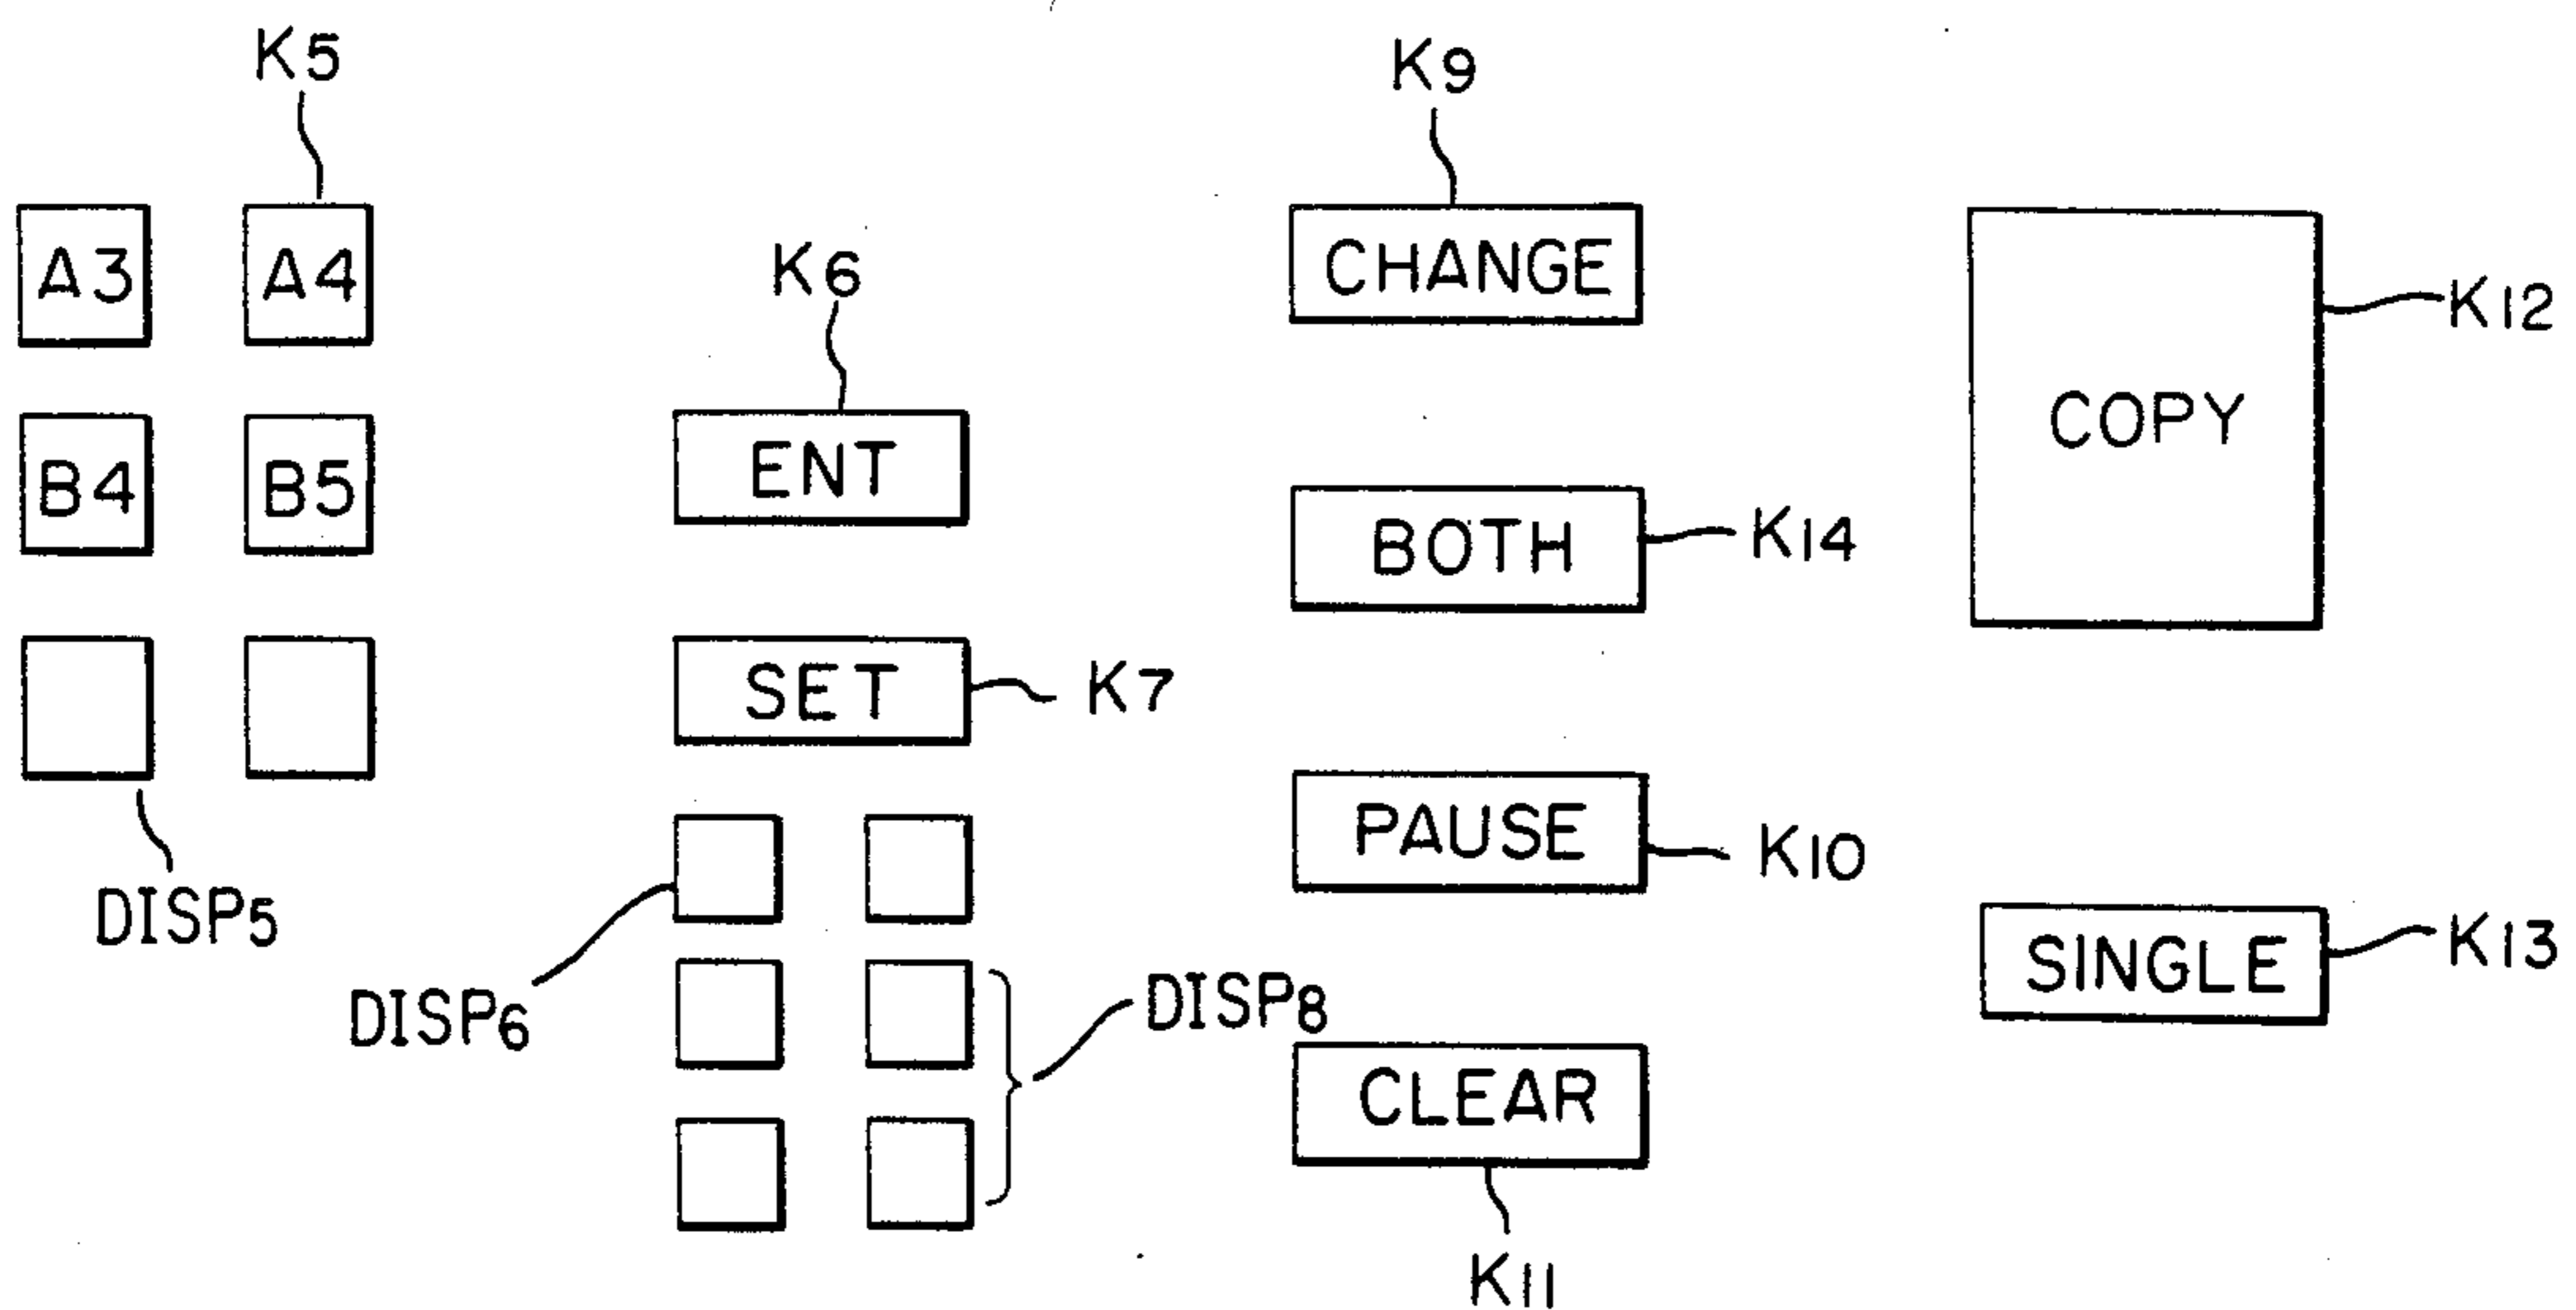 K5
K9
A3 A4
CHANGE
K6
K12
COPY
B4 B5
ENT
BOTH
K14
SET
K7
PAUSE
K10
DISP5
SINGLE
K13
DISP6
DISP8
CLEAR
K11